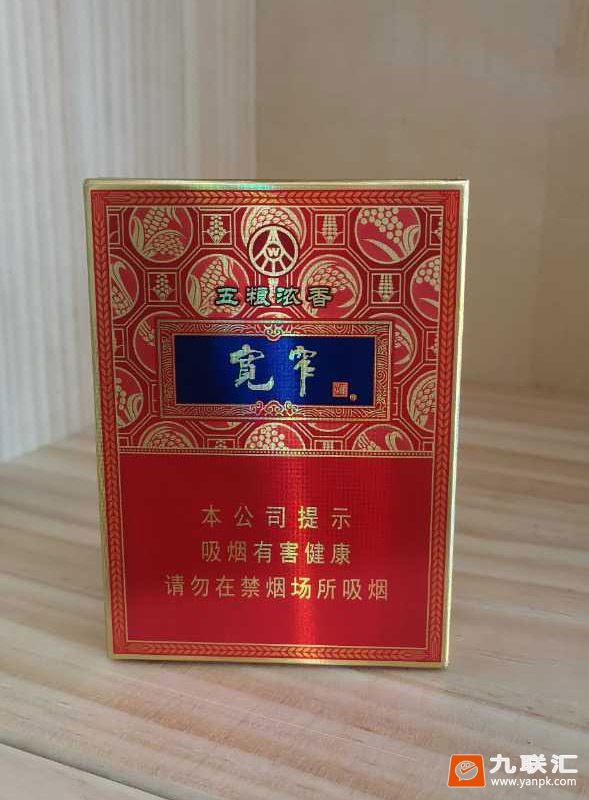 W
五粮浓香
宽窄
®
本公司提示
吸烟有害健康
请勿在禁烟场所吸烟
九联汇
www.yanpk.com